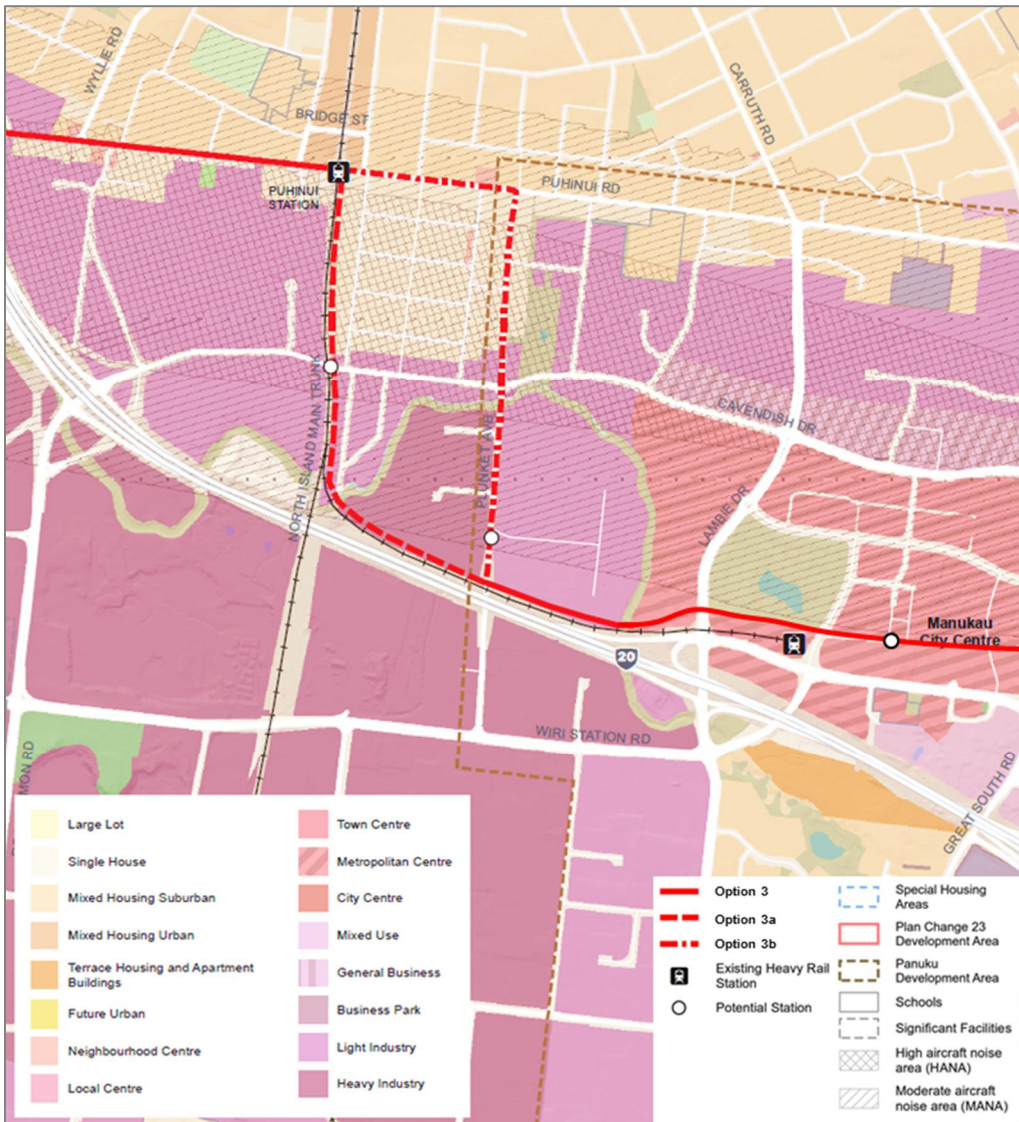 WYLLIE RD
CARRUTH RD
BRIDGE ST
PUHINUI
STATION
PUHINUI RD
NORTH ISLAND MAIN TRUNK
PLUNKET AVE
CAVENDISH DR
LAMBIE DR
Manukau
City Centre
20
WIRI STATION RD
MON RD
GREAT SOUTH RD
Large Lot
Single House
Mixed Housing Suburban
Mixed Housing Urban
Terrace Housing and Apartment
Buildings
Future Urban
Neighbourhood Centre
Local Centre
Town Centre
Metropolitan Centre
City Centre
Mixed Use
General Business
Business Park
Light Industry
Heavy Industry
Option 3
Option 3a
Option 3b
Existing Heavy Rail
Station
Potential Station
Special Housing
Areas
Plan Change 23
Development Area
Panuku
Development Area
Schools
Significant Facilities
High aircraft noise
area (HANA)
Moderate aircraft
noise area (MANA)